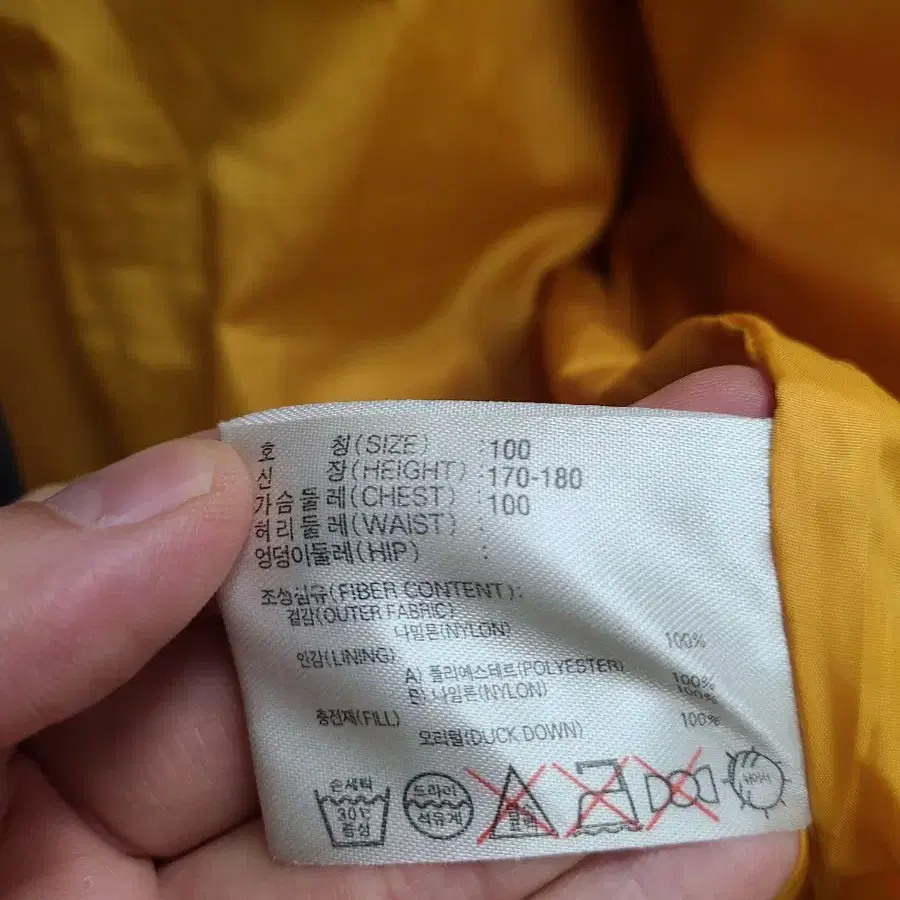 호 칭(SIZE) :100
신 장(HEIGHT) :170-180
가슴둘레(CHEST) :100
허리둘레(WAIST) :
엉덩이둘레(HIP) :
조성섬유(FIBER CONTENT):
겉감(OUTER FABRIC)
나일론(NYLON) 100%
안감(LINING)
A) 폴리에스테르(POLYESTER) 100%
B) 나일론(NYLON) 100%
충전재(FILL)
오리털(DUCK DOWN) 100%
손세탁 30℃ 중성
드라이 석유계
뉘어서